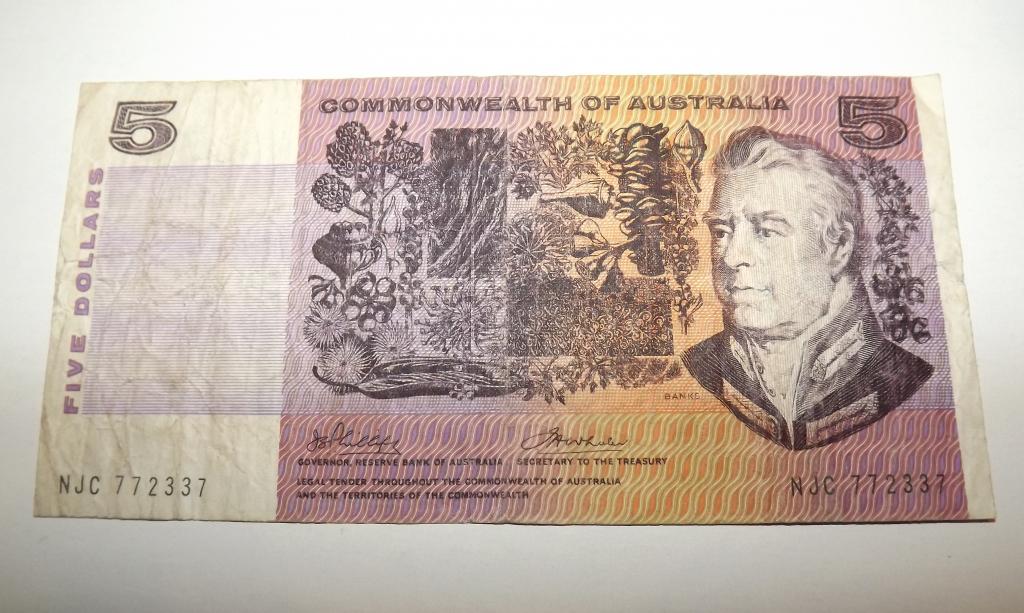 5
COMMONWEALTH OF AUSTRALIA
5
FIVE DOLLARS
BANKS
GOVERNOR, RESERVE BANK OF AUSTRALIA
SECRETARY TO THE TREASURY
LEGAL TENDER THROUGHOUT THE COMMONWEALTH OF AUSTRALIA
AND THE TERRITORIES OF THE COMMONWEALTH
NJC 772337
NJC 772337